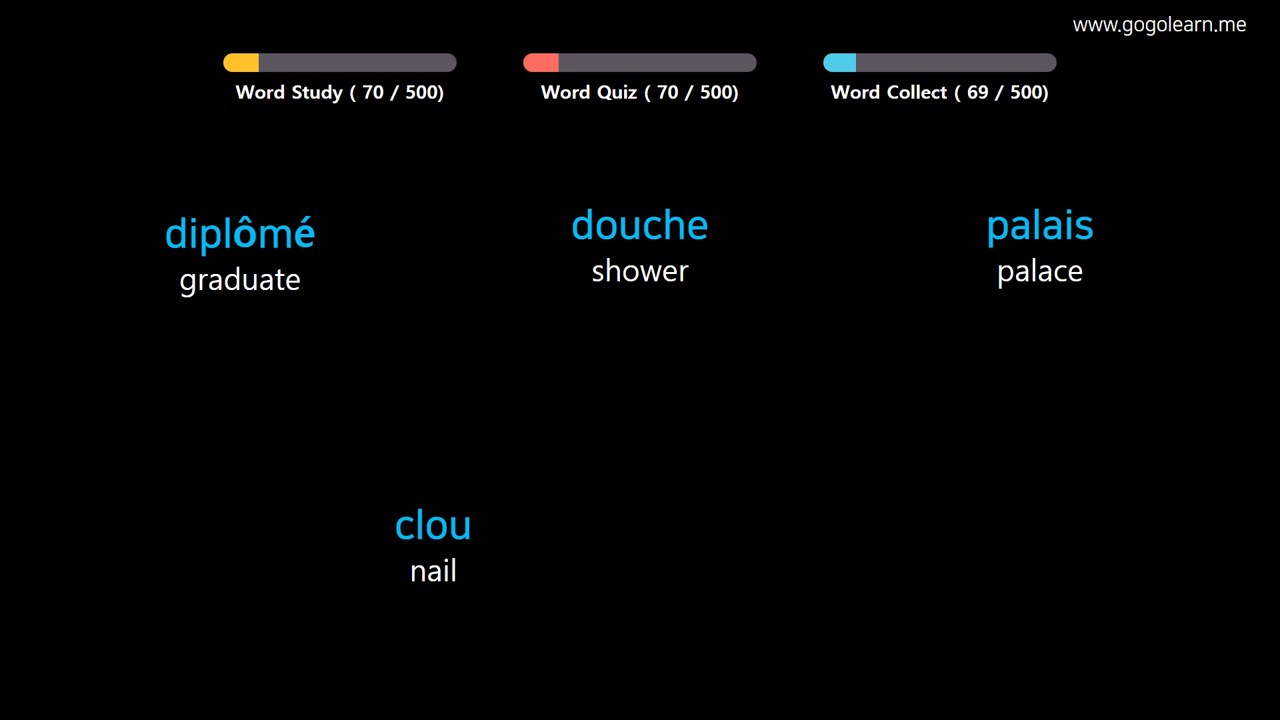 www.gogolearn.me
Word Study ( 70 / 500)
Word Quiz ( 70 / 500)
Word Collect ( 69 / 500)
diplômé
graduate
douche
shower
palais
palace
clou
nail